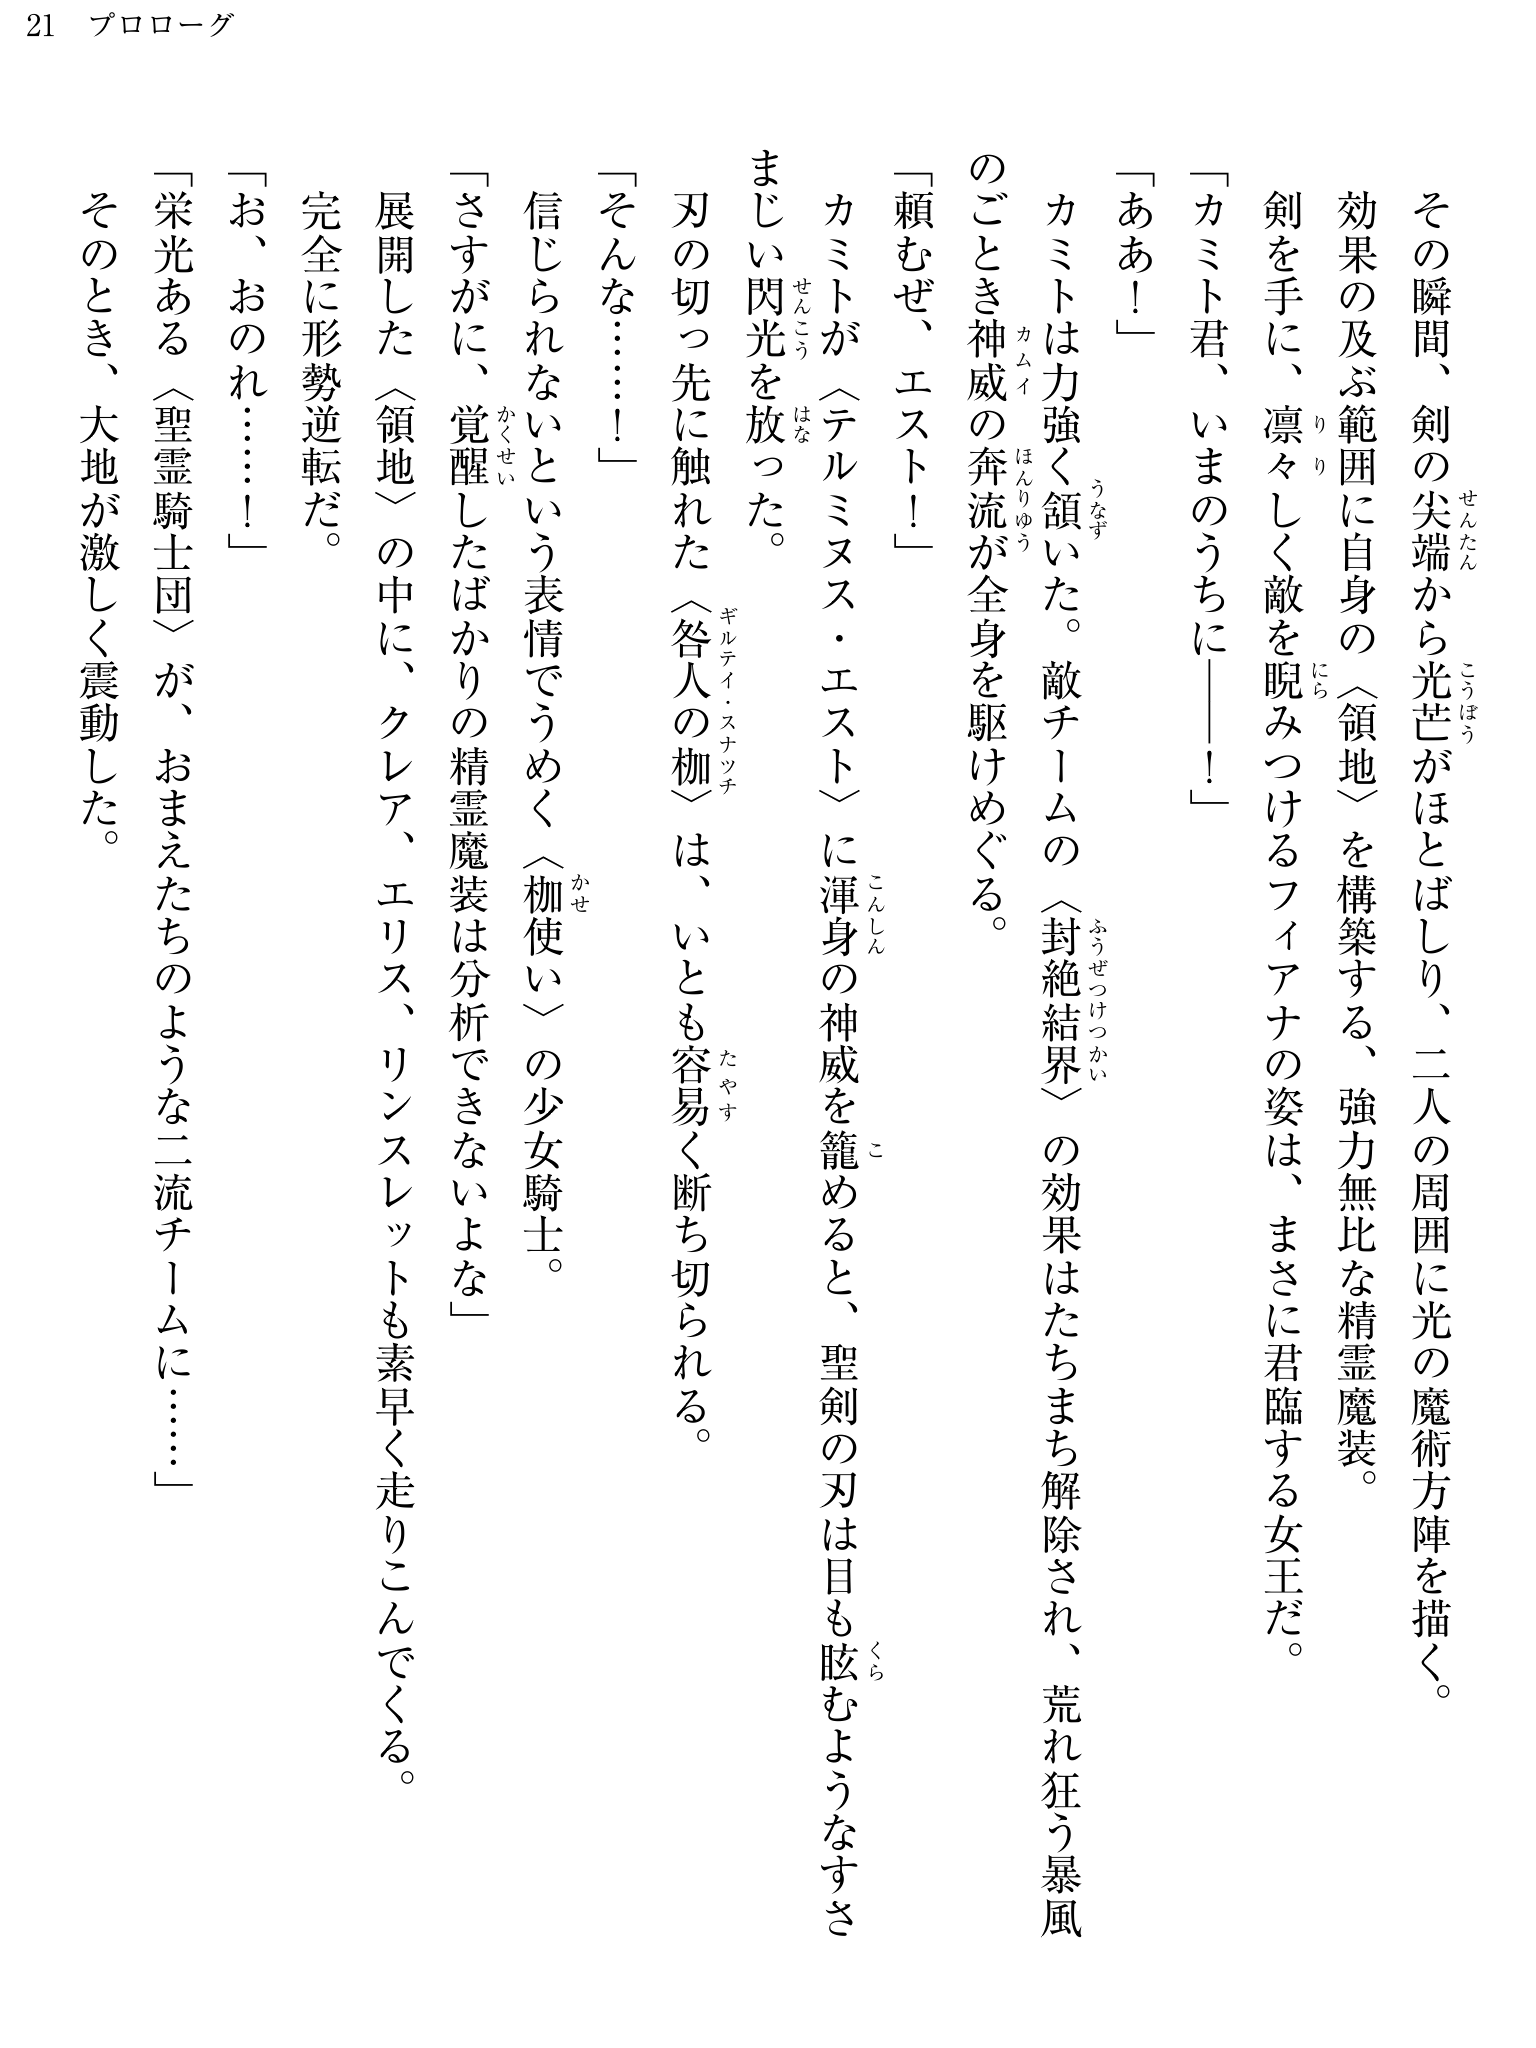 21　プロローグ
　その瞬間、剣の尖端から光芒がほとばしり、二人の周囲に光の魔術方陣を描く。
　効果の及ぶ範囲に自身の〈領地〉を構築する、強力無比な精霊魔装。
　剣を手に、凛々しく敵を睨みつけるフィアナの姿は、まさに君臨する女王だ。
「カミト君、いまのうちに――！」
「ああ！」
　カミトは力強く頷いた。敵チームの〈封絶結界〉の効果はたちまち解除され、荒れ狂う暴風
のごとき神威の奔流が全身を駆けめぐる。
「頼むぜ、エスト！」
　カミトが〈テルミヌス・エスト〉に渾身の神威を籠めると、聖剣の刃は目も眩むようなすさ
まじい閃光を放った。
　刃の切っ先に触れた〈咎人の枷〉は、いとも容易く断ち切られる。
「そんな……！」
　信じられないという表情でうめく〈枷使い〉の少女騎士。
「さすがに、覚醒したばかりの精霊魔装は分析できないよな」
　展開した〈領地〉の中に、クレア、エリス、リンスレットも素早く走りこんでくる。
　完全に形勢逆転だ。
「お、おのれ……！」
「栄光ある〈聖霊騎士団〉が、おまえたちのような二流チームに……」
　そのとき、大地が激しく震動した。